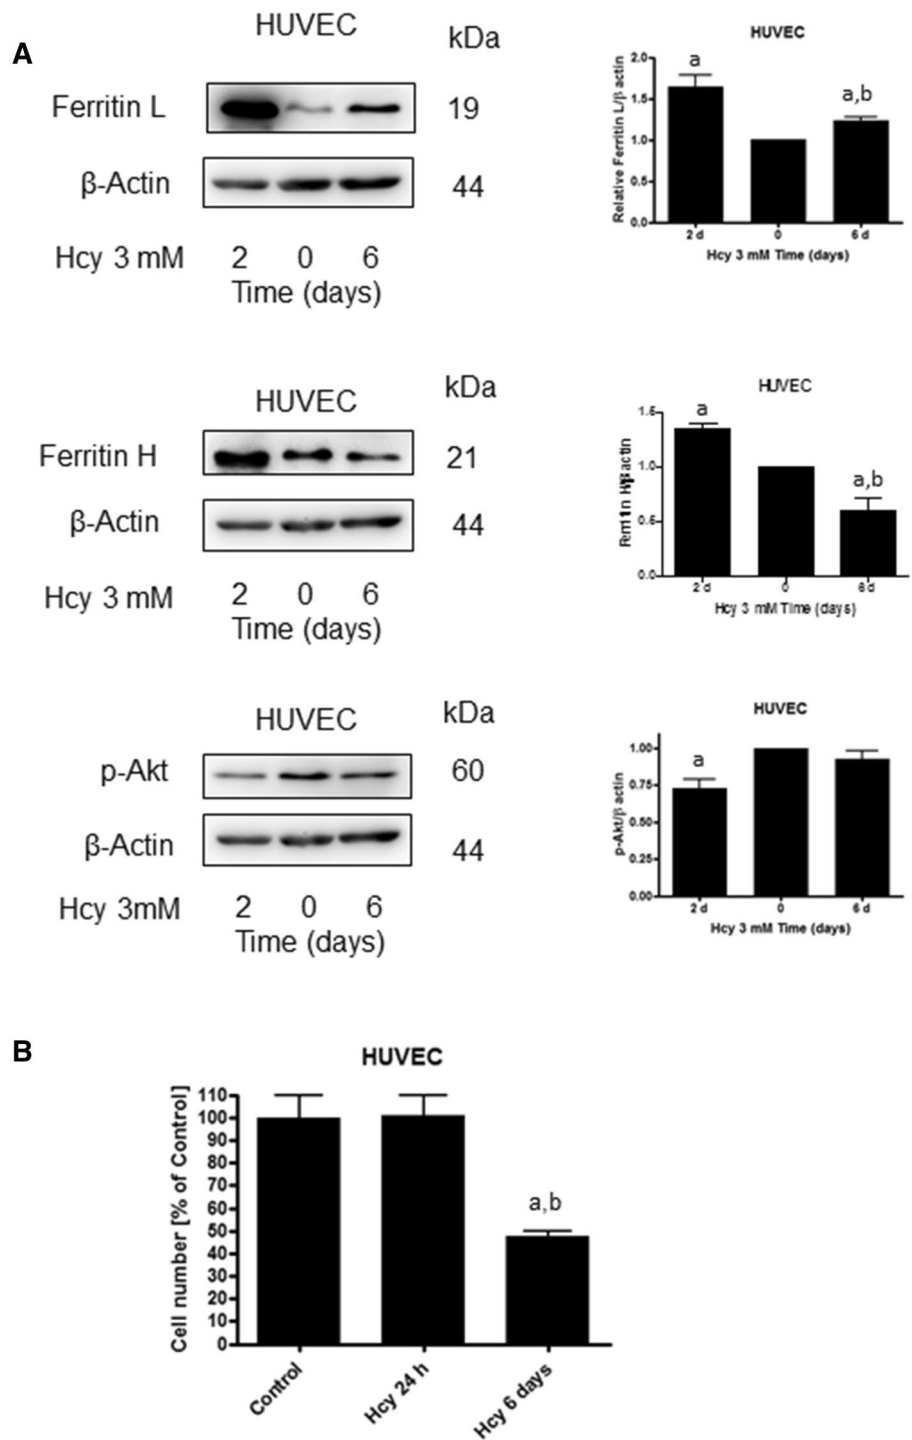 A
HUVEC
kDa
Ferritin L
19
β-Actin
44
Hcy 3 mM 2 0 6
Time (days)
HUVEC
Relative Ferritin L/β actin
2.0
1.5
1.0
0.5
0.0
a
a,b
2 d 0 6 d
Hcy 3 mM Time (days)
HUVEC
kDa
Ferritin H
21
β-Actin
44
Hcy 3 mM 2 0 6
Time (days)
HUVEC
1.5
1.0
0.5
0.0
a
a,b
2 d 0 6 d
Hcy 3 mM Time (days)
HUVEC
kDa
p-Akt
60
β-Actin
44
Hcy 3mM 2 0 6
Time (days)
HUVEC
p-Akt/β actin
1.00
0.75
0.50
0.25
0.00
a
2 d 0 6 d
Hcy 3 mM Time (days)
B
HUVEC
Cell number [% of Control]
110
100
90
80
70
60
50
40
30
20
10
0
a,b
Control
Hcy 24 h
Hcy 6 days